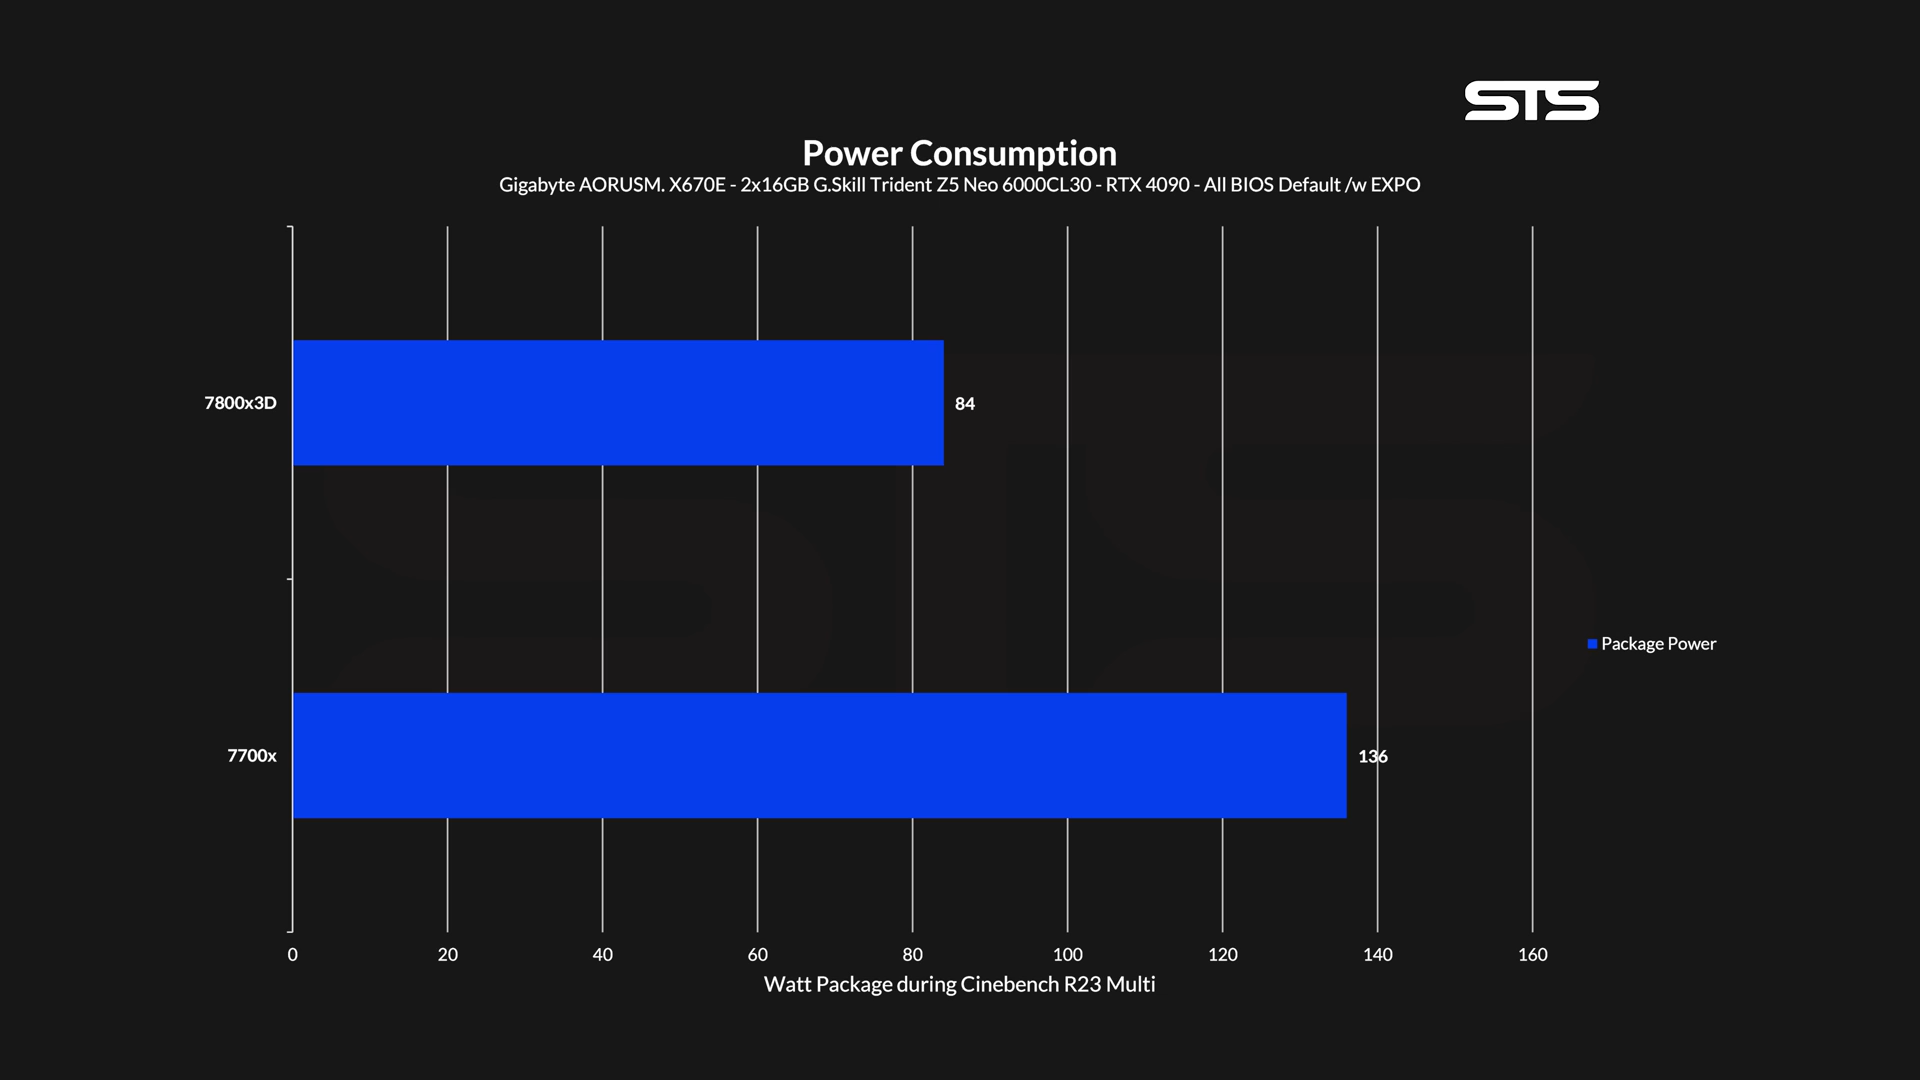 STS
Power Consumption
Gigabyte AORUSM. X670E - 2x16GB G.Skill Trident Z5 Neo 6000CL30 - RTX 4090 - All BIOS Default /w EXPO
7800x3D
84
Package Power
7700x
136
0 20 40 60 80 100 120 140 160
Watt Package during Cinebench R23 Multi